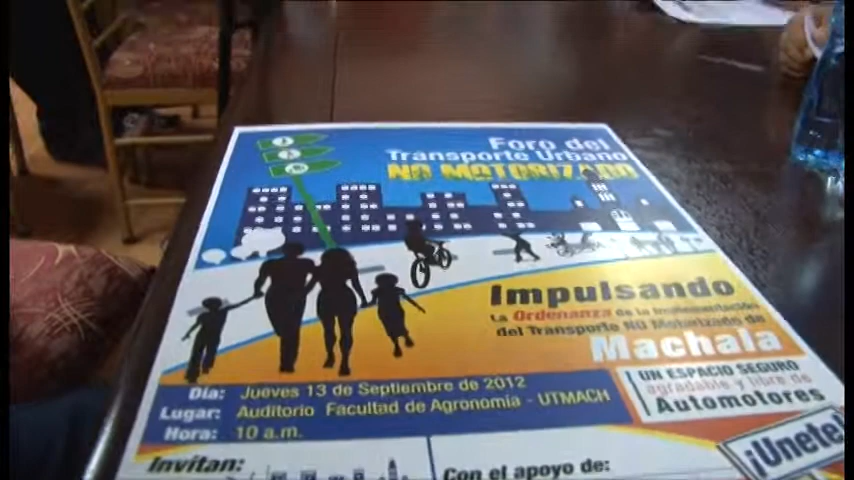 Foro del
Transporte Urbano
NO MOTORIZADO
Impulsando
la Ordenanza de la Implementación
del Transporte NO Motorizado de
Machala
UN ESPACIO SEGURO
agradable y libre de
Automotores
Día: Jueves 13 de Septiembre de 2012
Lugar: Auditorio Facultad de Agronomía - UTMACH
Hora: 10 a.m.
¡Unete!
Invitan:
Con el apoyo de: